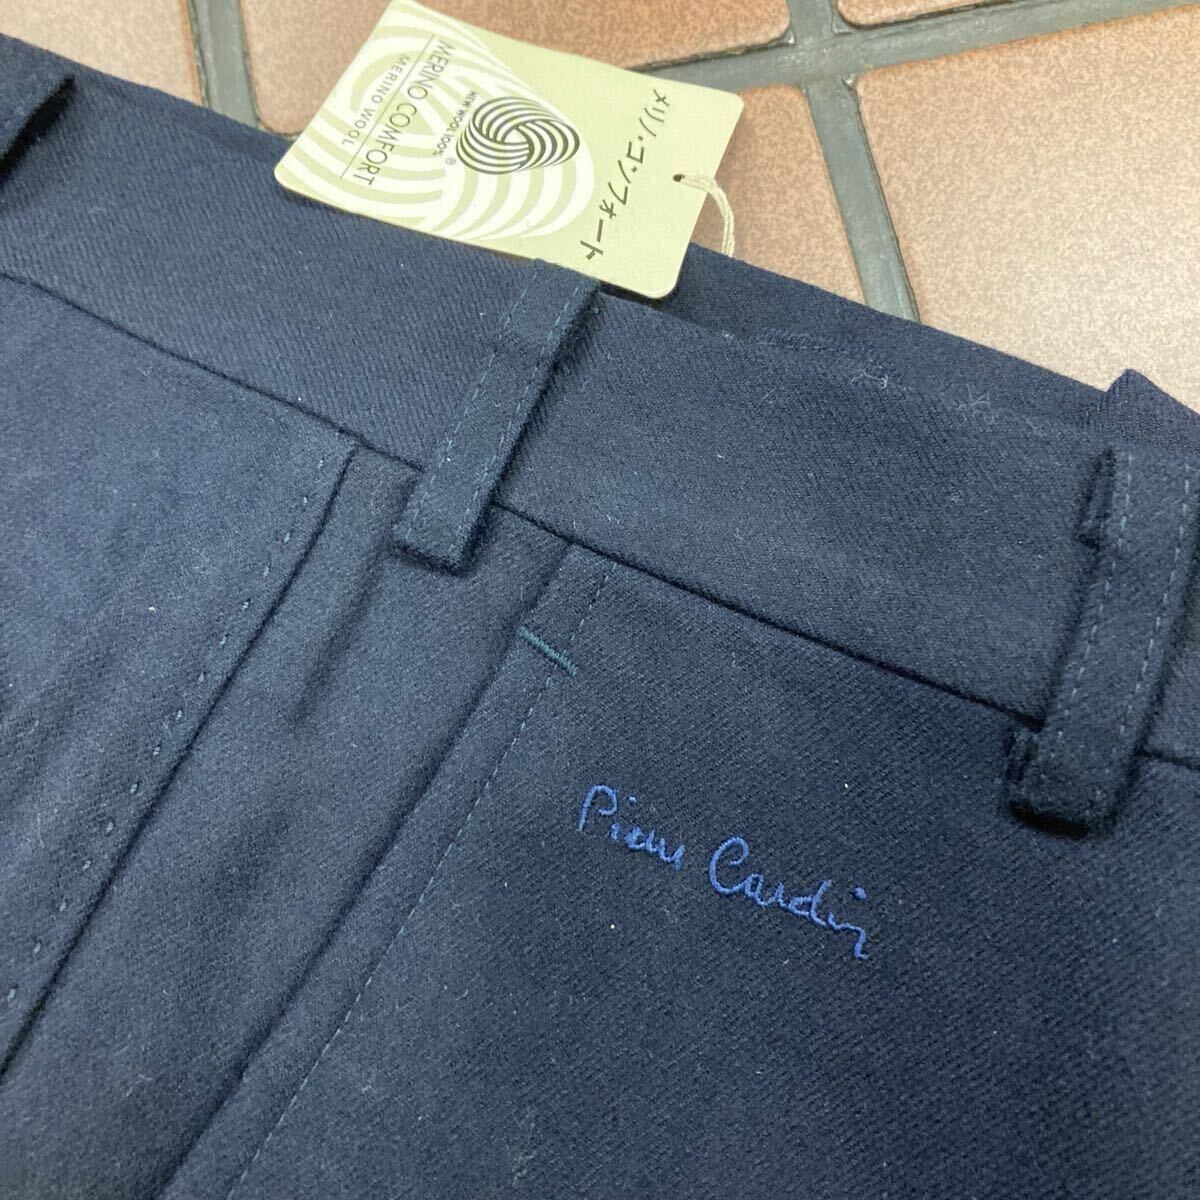 メリノ・コンフォート
NEW WOOL 100%
®
MERINO COMFORT
MERINO WOOL
Pierre Cardin